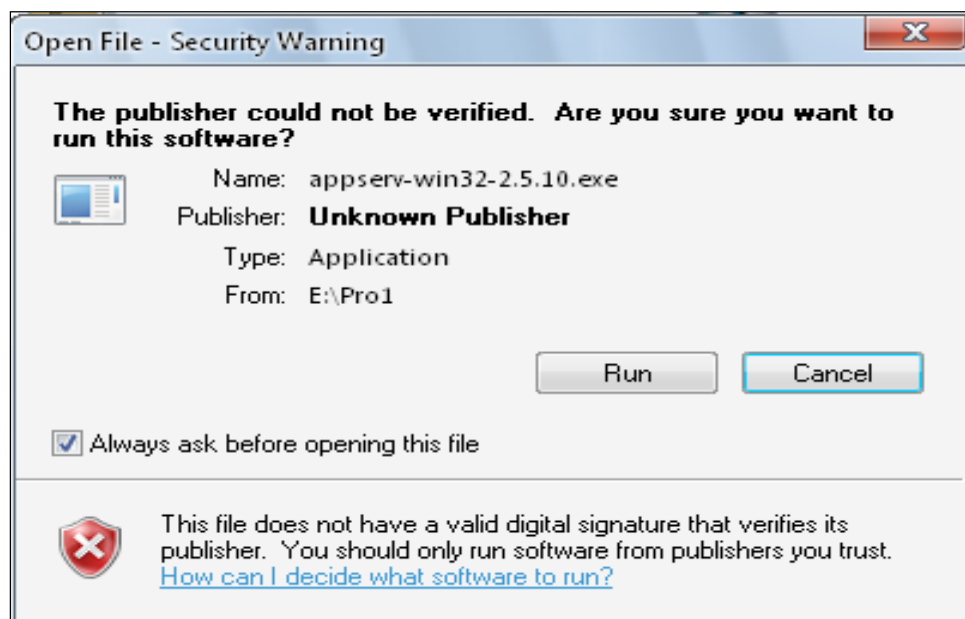 Open File - Security Warning
The publisher could not be verified. Are you sure you want to
run this software?
Name: appserv-win32-2.5.10.exe
Publisher: Unknown Publisher
Type: Application
From: E:\Pro1
Run Cancel
Always ask before opening this file
This file does not have a valid digital signature that verifies its
publisher. You should only run software from publishers you trust.
How can I decide what software to run?